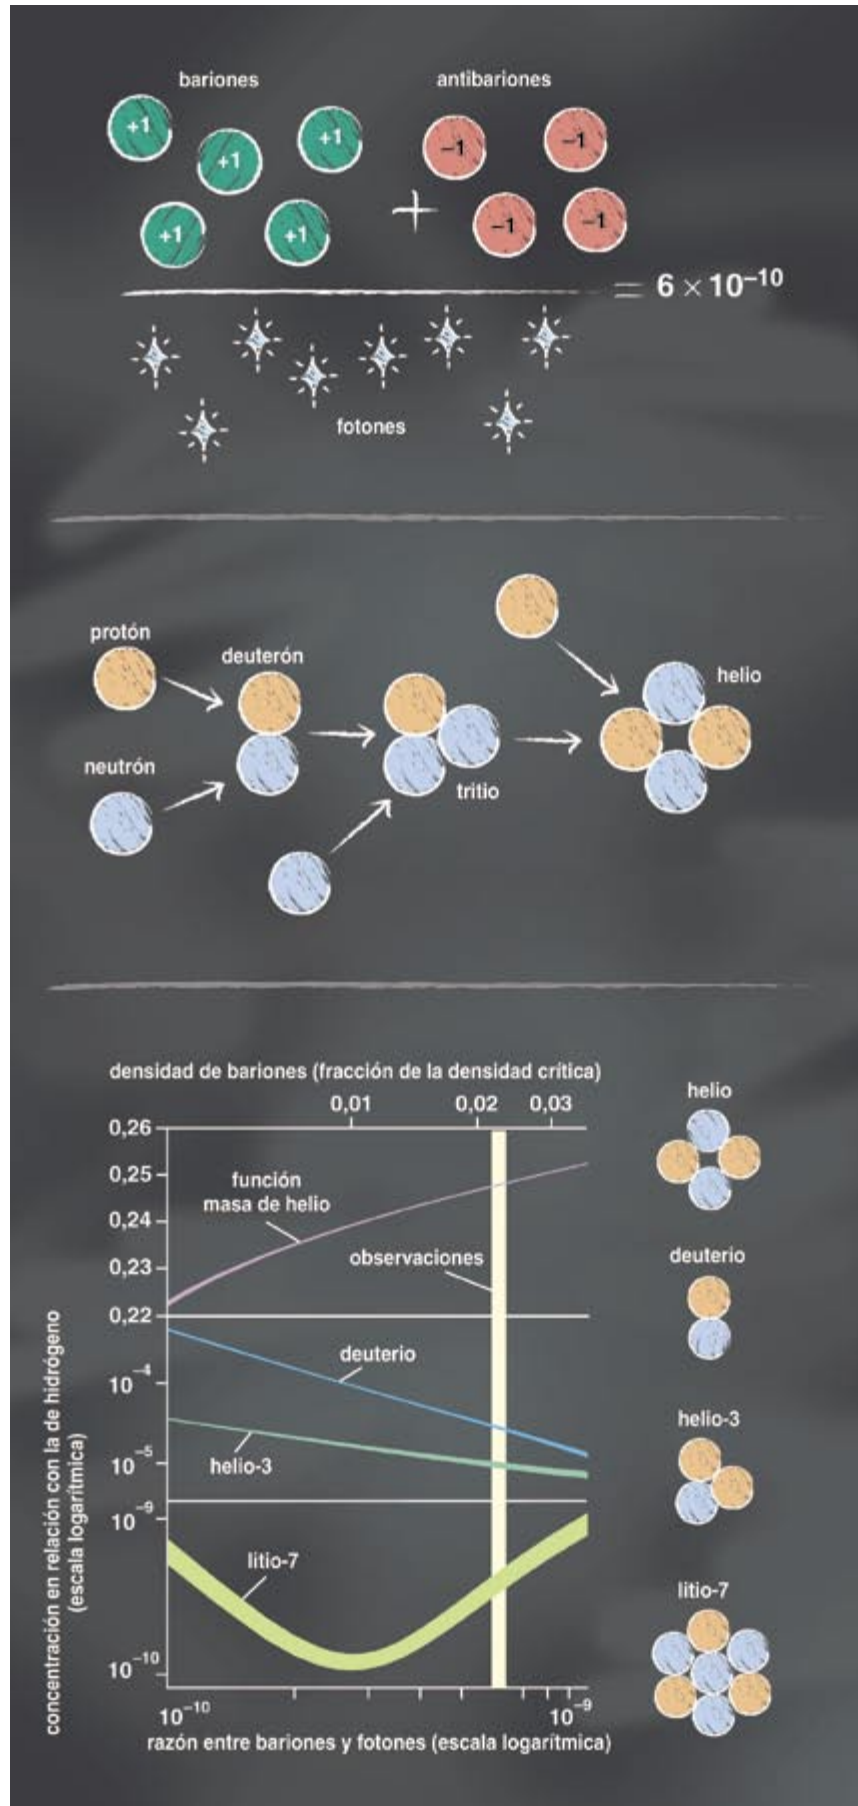 bariones
antibariones
+1
+1
+1
+1
+1
+
−1
−1
−1
−1
= 6 × 10⁻¹⁰
fotones
protón
neutrón
deuterón
tritio
helio
densidad de bariones (fracción de la densidad crítica)
0,01
0,02
0,03
0,26
0,25
0,24
0,23
0,22
10⁻⁴
10⁻⁵
10⁻⁹
10⁻¹⁰
función
masa de helio
observaciones
deuterio
helio-3
litio-7
concentración en relación con la de hidrógeno
(escala logarítmica)
10⁻¹⁰
10⁻⁹
razón entre bariones y fotones (escala logarítmica)
helio
deuterio
helio-3
litio-7